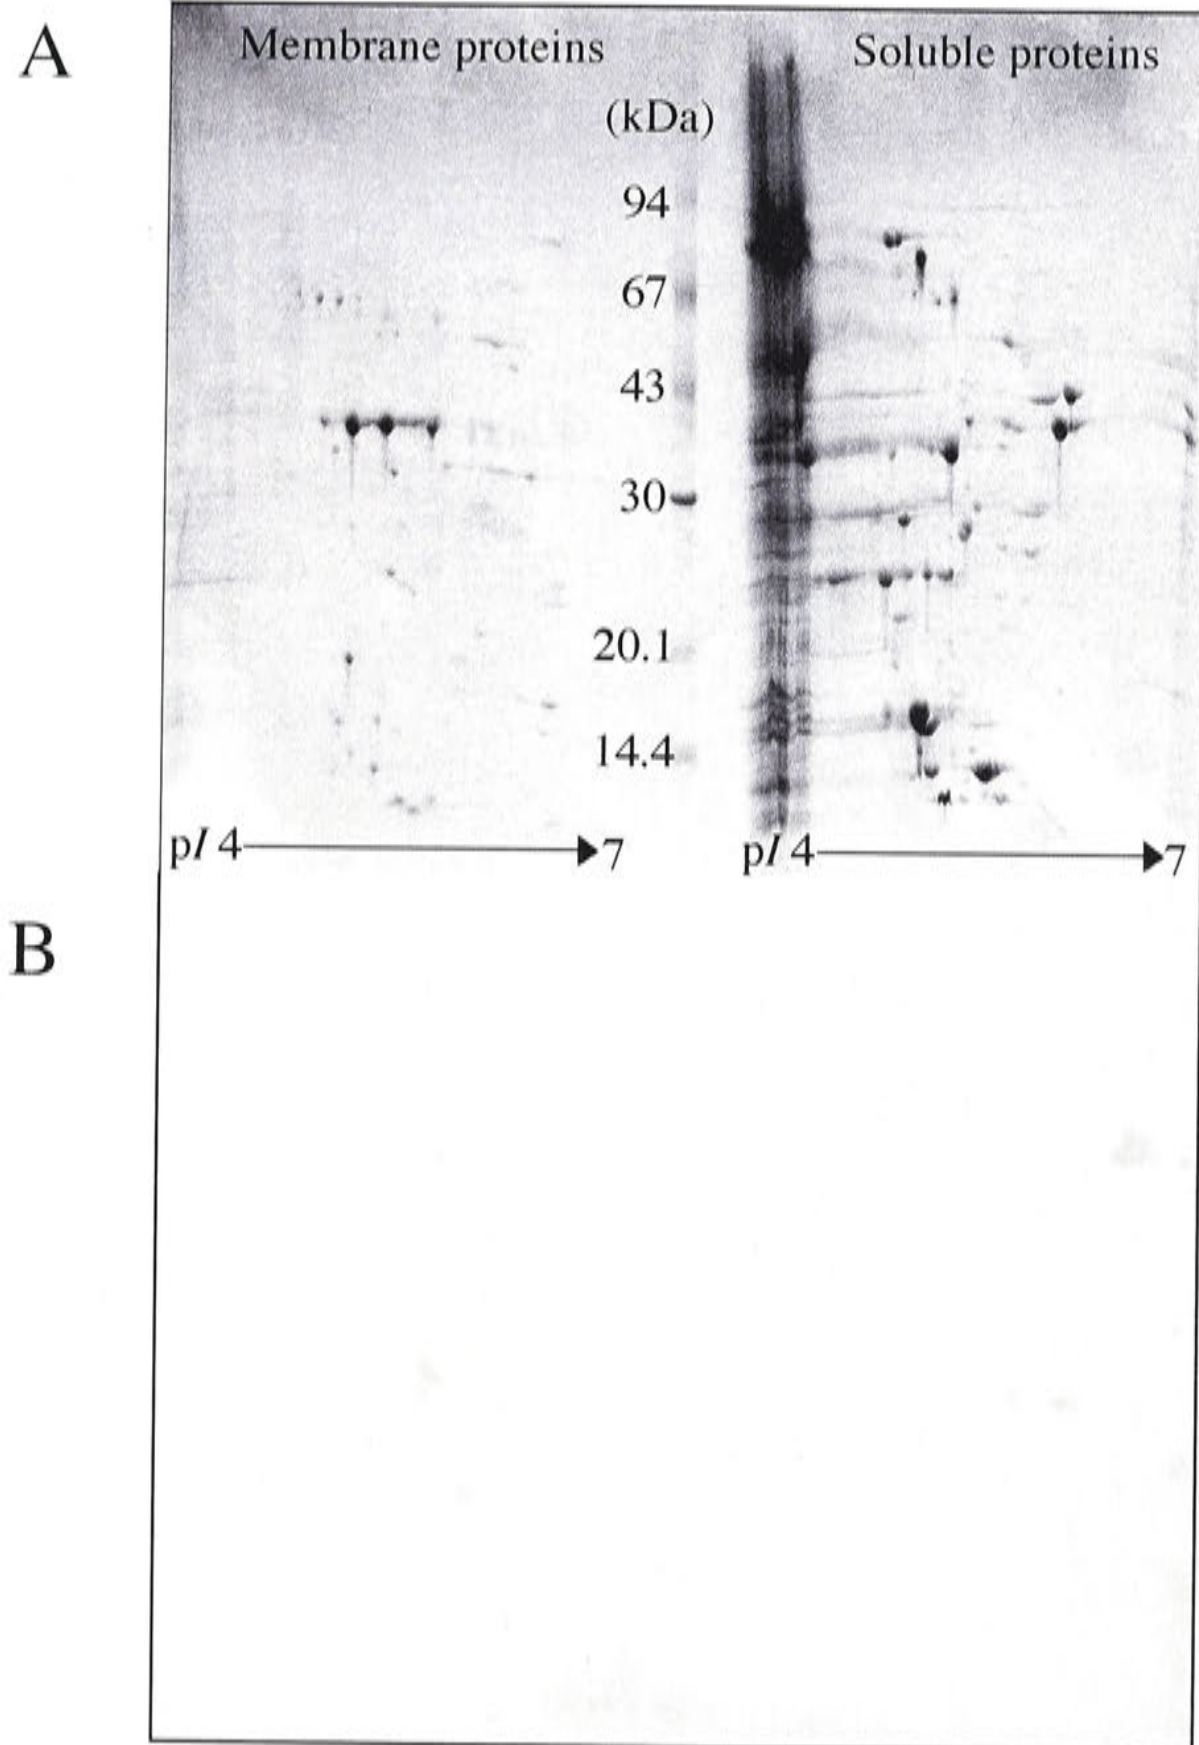 A
Membrane proteins
Soluble proteins
(kDa)
94
67
43
30
20.1
14.4
pI 4
7
pI 4
7
B